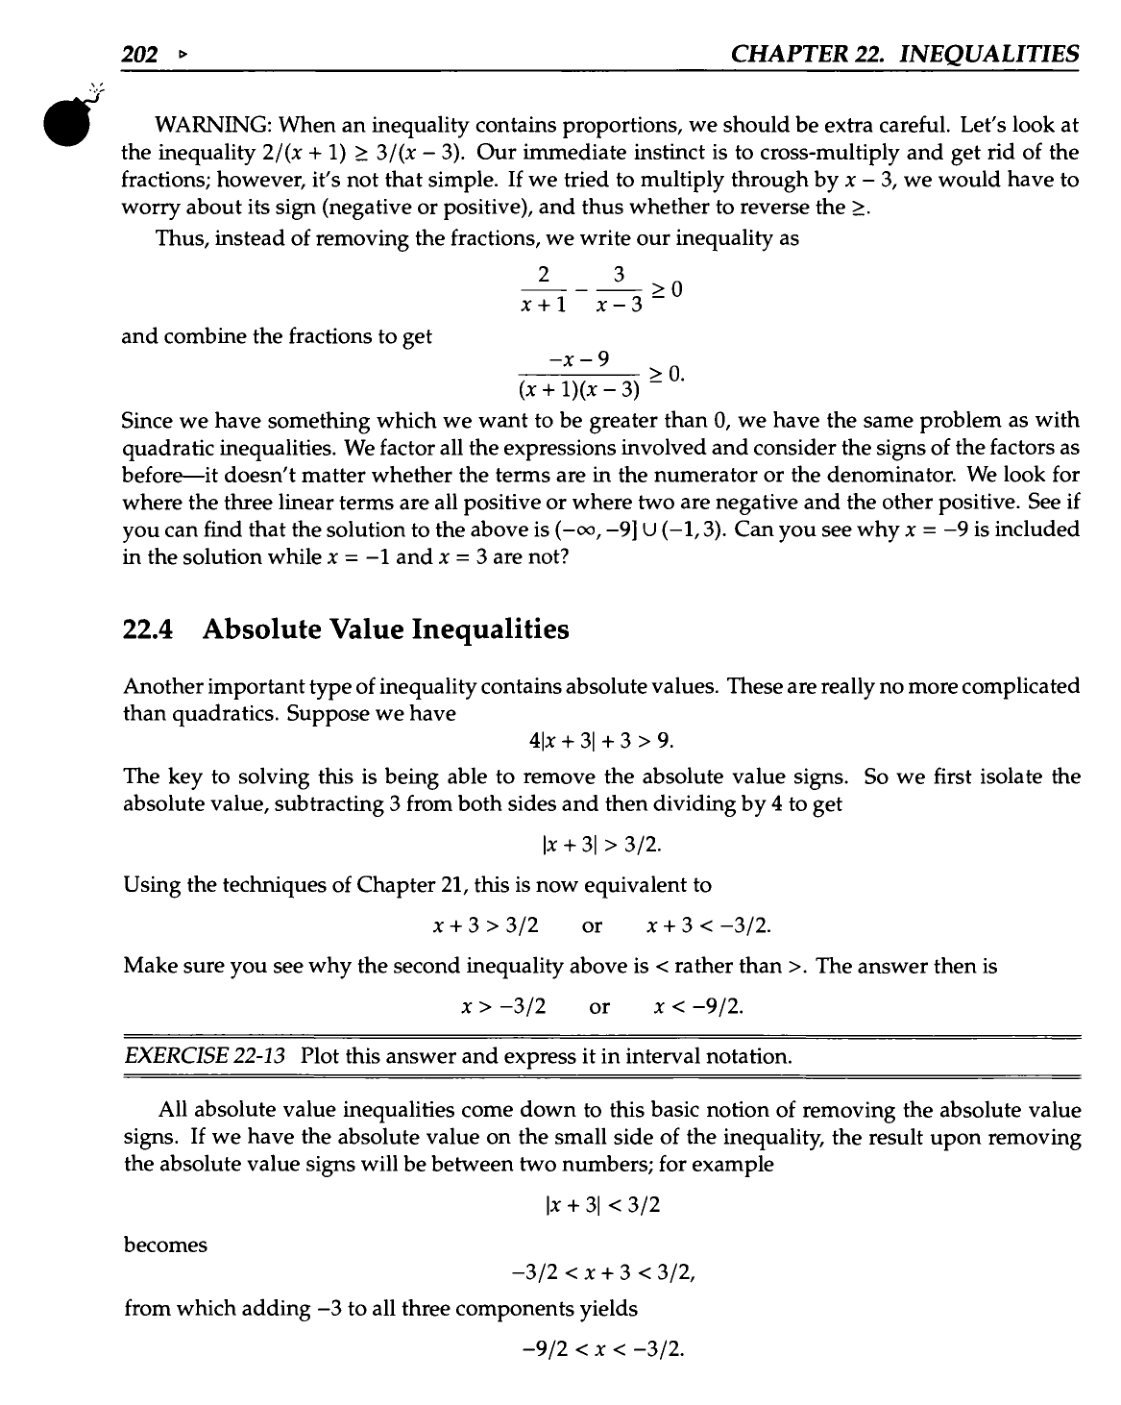 202 ▹ CHAPTER 22. INEQUALITIES
WARNING: When an inequality contains proportions, we should be extra careful. Let's look at
the inequality 2/(x + 1) ≥ 3/(x − 3). Our immediate instinct is to cross-multiply and get rid of the
fractions; however, it's not that simple. If we tried to multiply through by x − 3, we would have to
worry about its sign (negative or positive), and thus whether to reverse the ≥.
Thus, instead of removing the fractions, we write our inequality as
2/(x + 1) − 3/(x − 3) ≥ 0
and combine the fractions to get
(−x − 9)/((x + 1)(x − 3)) ≥ 0.
Since we have something which we want to be greater than 0, we have the same problem as with
quadratic inequalities. We factor all the expressions involved and consider the signs of the factors as
before—it doesn't matter whether the terms are in the numerator or the denominator. We look for
where the three linear terms are all positive or where two are negative and the other positive. See if
you can find that the solution to the above is (−∞, −9] ∪ (−1, 3). Can you see why x = −9 is included
in the solution while x = −1 and x = 3 are not?
22.4 Absolute Value Inequalities
Another important type of inequality contains absolute values. These are really no more complicated
than quadratics. Suppose we have
4|x + 3| + 3 > 9.
The key to solving this is being able to remove the absolute value signs. So we first isolate the
absolute value, subtracting 3 from both sides and then dividing by 4 to get
|x + 3| > 3/2.
Using the techniques of Chapter 21, this is now equivalent to
x + 3 > 3/2 or x + 3 < −3/2.
Make sure you see why the second inequality above is < rather than >. The answer then is
x > −3/2 or x < −9/2.
EXERCISE 22-13 Plot this answer and express it in interval notation.
All absolute value inequalities come down to this basic notion of removing the absolute value
signs. If we have the absolute value on the small side of the inequality, the result upon removing
the absolute value signs will be between two numbers; for example
|x + 3| < 3/2
becomes
−3/2 < x + 3 < 3/2,
from which adding −3 to all three components yields
−9/2 < x < −3/2.